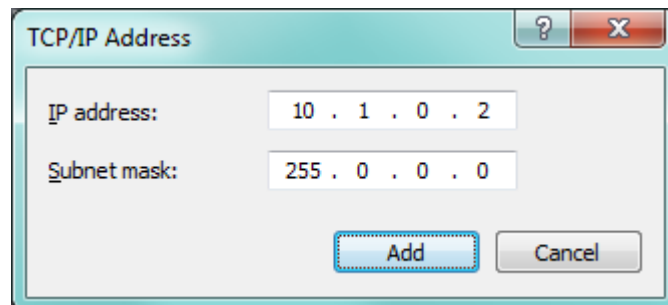 TCP/IP Address
?
X
IP address: 10 . 1 . 0 . 2
Subnet mask: 255 . 0 . 0 . 0
Add Cancel